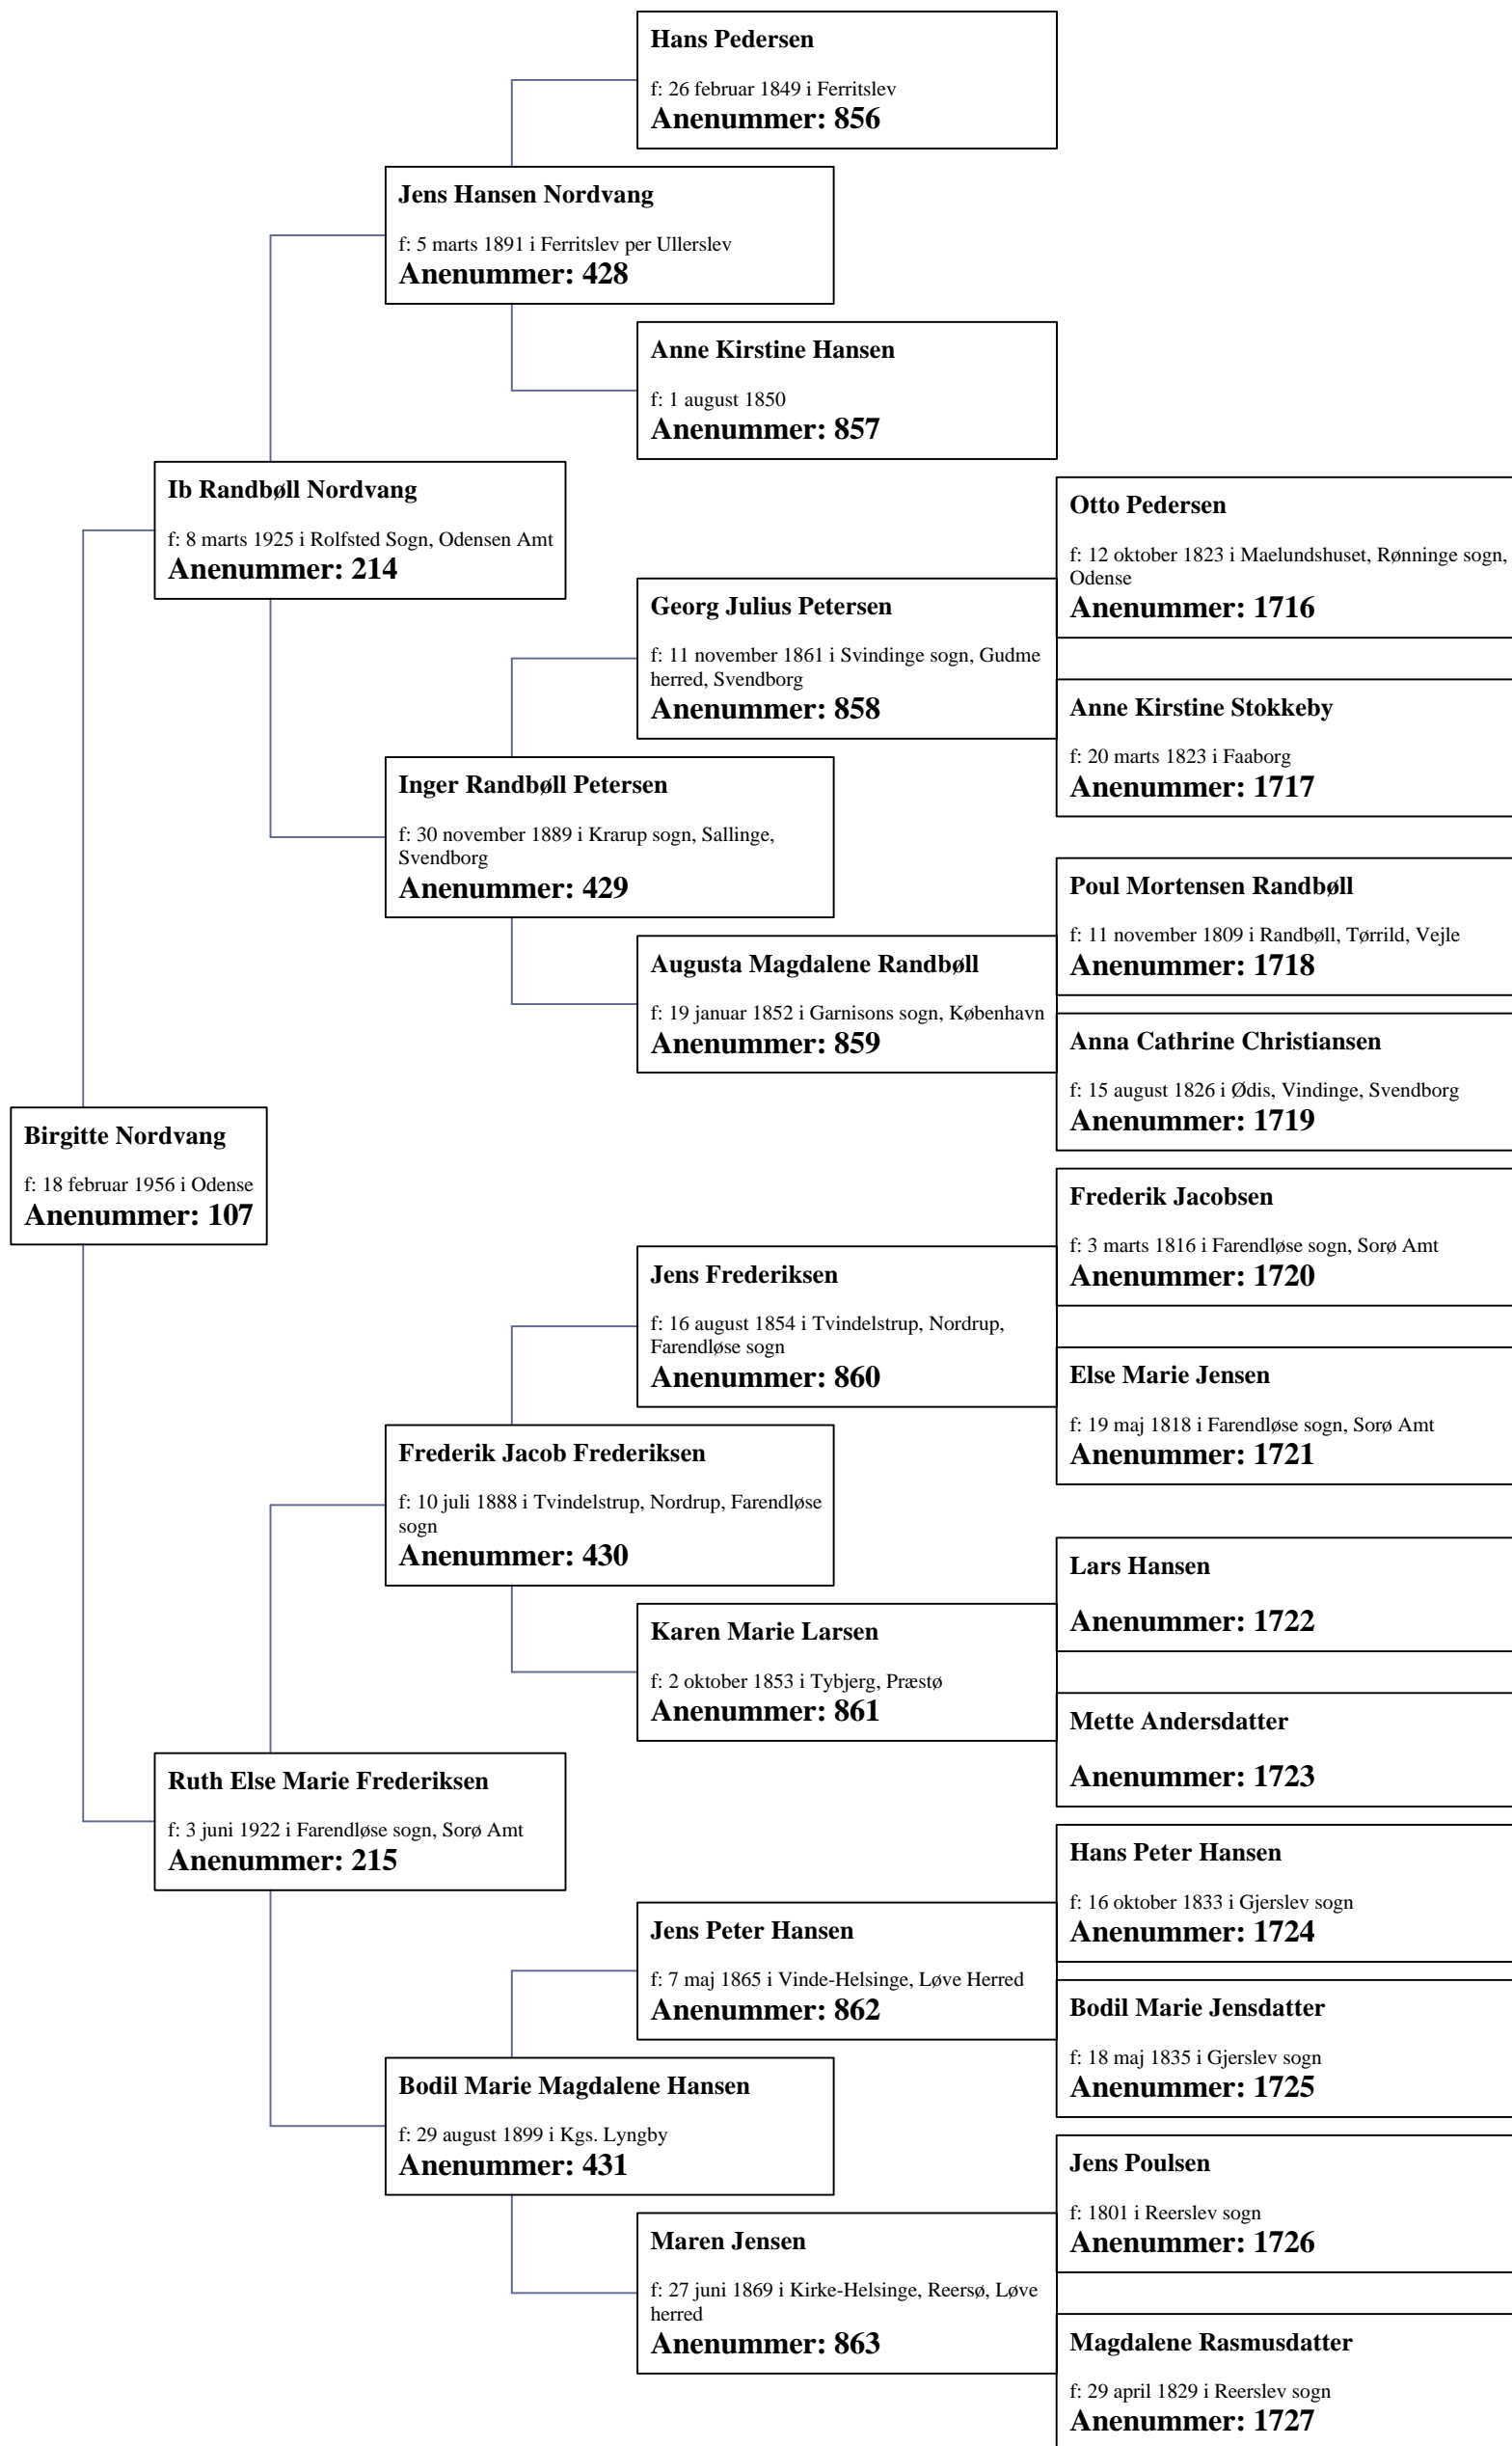 Hans Pedersen
f: 26 februar 1849 i Ferritslev
Anenummer: 856
Jens Hansen Nordvang
f: 5 marts 1891 i Ferritslev per Ullerslev
Anenummer: 428
Anne Kirstine Hansen
f: 1 august 1850
Anenummer: 857
Ib Randbøll Nordvang
f: 8 marts 1925 i Rolfsted Sogn, Odensen Amt
Anenummer: 214
Otto Pedersen
f: 12 oktober 1823 i Maelundshuset, Rønninge sogn,
Odense
Anenummer: 1716
Georg Julius Petersen
f: 11 november 1861 i Svindinge sogn, Gudme
herred, Svendborg
Anenummer: 858
Anne Kirstine Stokkeby
f: 20 marts 1823 i Faaborg
Anenummer: 1717
Inger Randbøll Petersen
f: 30 november 1889 i Krarup sogn, Sallinge,
Svendborg
Anenummer: 429
Poul Mortensen Randbøll
f: 11 november 1809 i Randbøll, Tørrild, Vejle
Anenummer: 1718
Augusta Magdalene Randbøll
f: 19 januar 1852 i Garnisons sogn, København
Anenummer: 859
Anna Cathrine Christiansen
f: 15 august 1826 i Ødis, Vindinge, Svendborg
Anenummer: 1719
Birgitte Nordvang
f: 18 februar 1956 i Odense
Anenummer: 107
Frederik Jacobsen
f: 3 marts 1816 i Farendløse sogn, Sorø Amt
Anenummer: 1720
Jens Frederiksen
f: 16 august 1854 i Tvindelstrup, Nordrup,
Farendløse sogn
Anenummer: 860
Else Marie Jensen
f: 19 maj 1818 i Farendløse sogn, Sorø Amt
Anenummer: 1721
Frederik Jacob Frederiksen
f: 10 juli 1888 i Tvindelstrup, Nordrup, Farendløse
sogn
Anenummer: 430
Lars Hansen
Anenummer: 1722
Karen Marie Larsen
f: 2 oktober 1853 i Tybjerg, Præstø
Anenummer: 861
Mette Andersdatter
Anenummer: 1723
Ruth Else Marie Frederiksen
f: 3 juni 1922 i Farendløse sogn, Sorø Amt
Anenummer: 215
Hans Peter Hansen
f: 16 oktober 1833 i Gjerslev sogn
Anenummer: 1724
Jens Peter Hansen
f: 7 maj 1865 i Vinde-Helsinge, Løve Herred
Anenummer: 862
Bodil Marie Jensdatter
f: 18 maj 1835 i Gjerslev sogn
Anenummer: 1725
Bodil Marie Magdalene Hansen
f: 29 august 1899 i Kgs. Lyngby
Anenummer: 431
Jens Poulsen
f: 1801 i Reerslev sogn
Anenummer: 1726
Maren Jensen
f: 27 juni 1869 i Kirke-Helsinge, Reersø, Løve
herred
Anenummer: 863
Magdalene Rasmusdatter
f: 29 april 1829 i Reerslev sogn
Anenummer: 1727